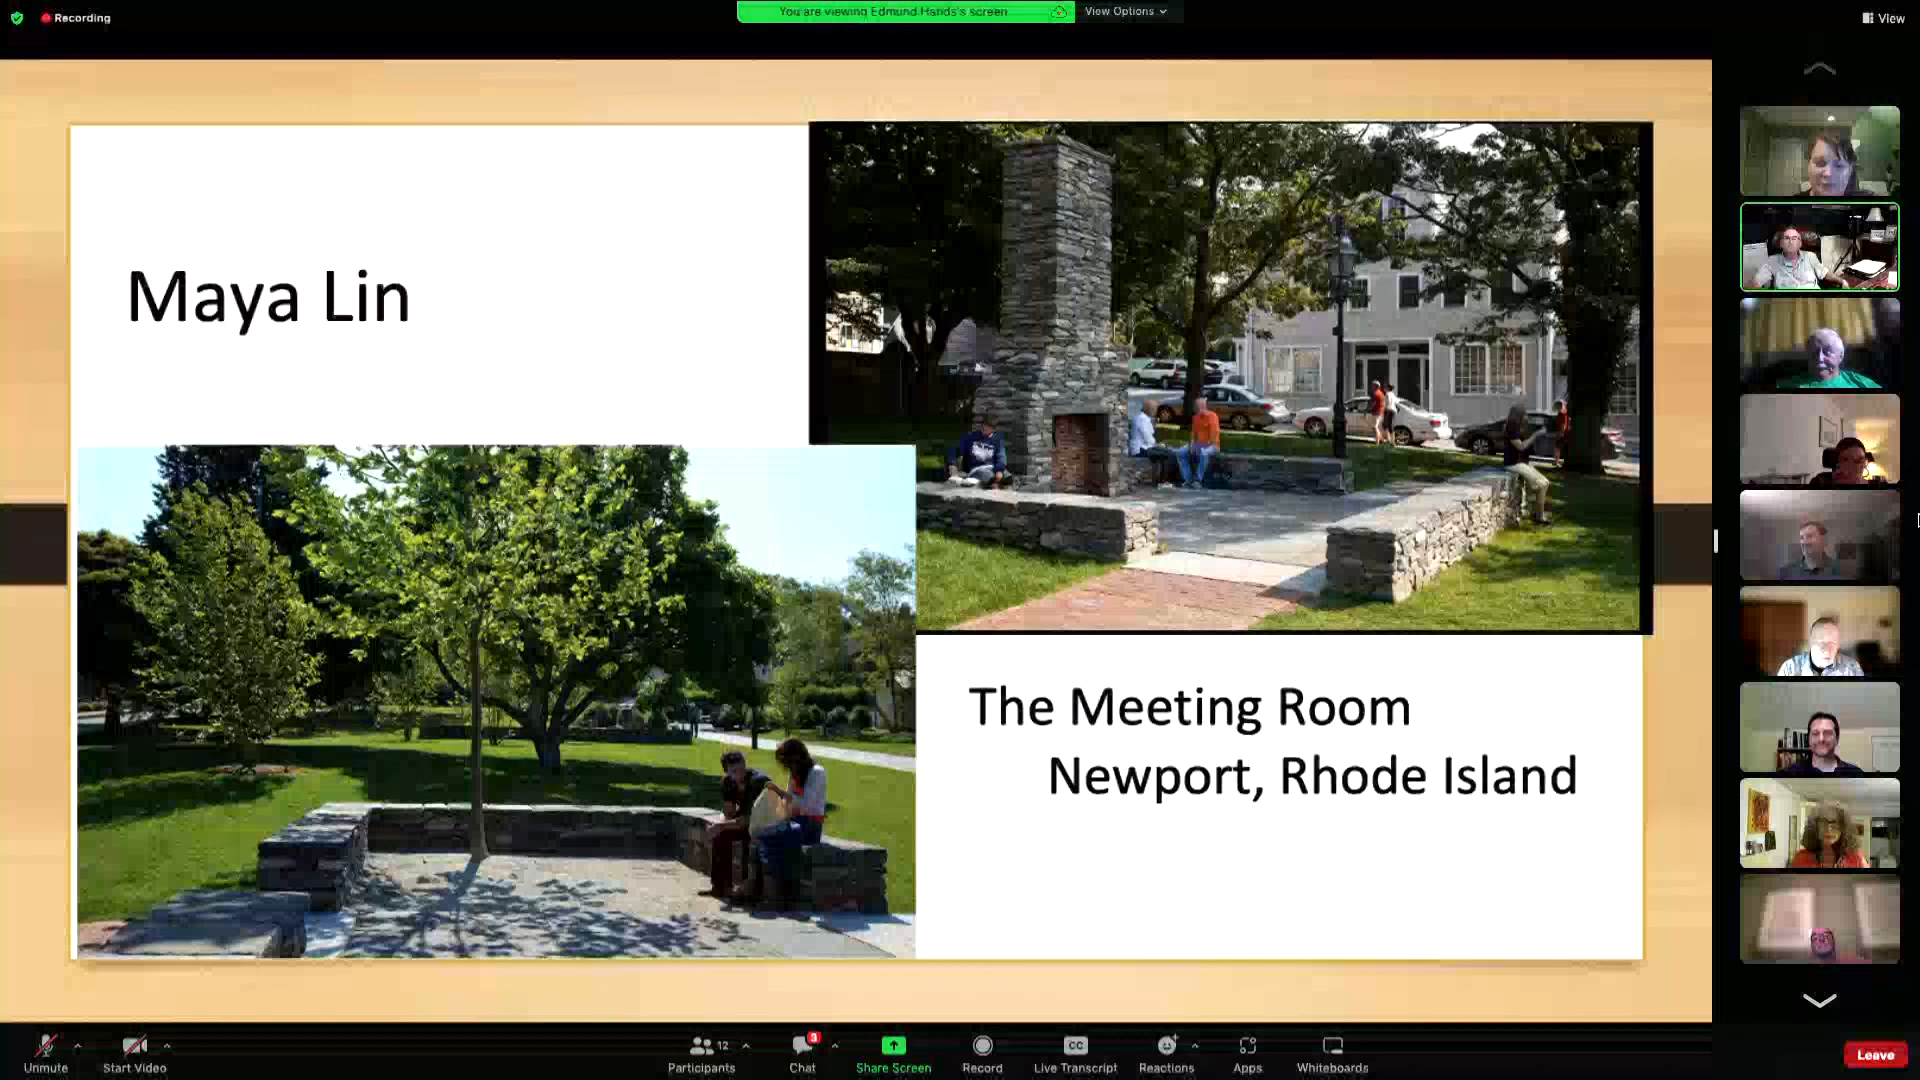 Recording
You are viewing Edmund Hands's screen
View Options
View
Maya Lin
The Meeting Room
Newport, Rhode Island
Unmute
Start Video
12
Participants
3
Chat
Share Screen
Record
CC
Live Transcript
Reactions
Apps
Whiteboards
Leave